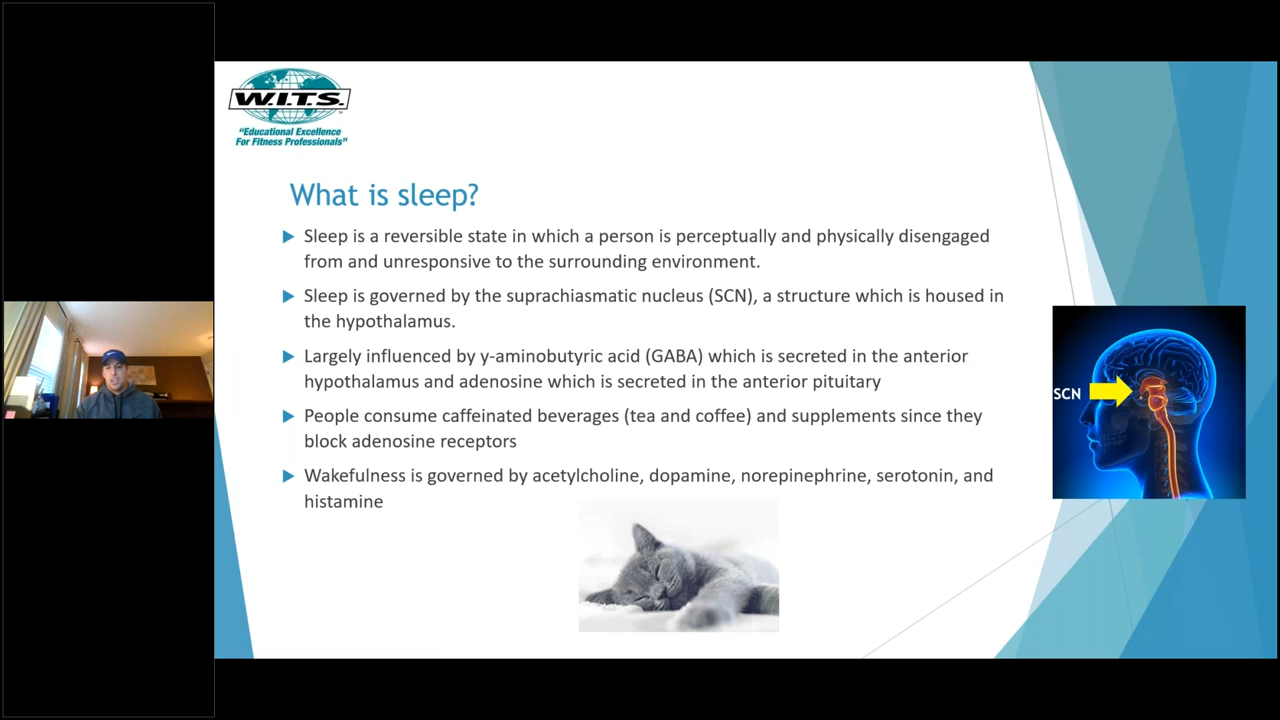 W.I.T.S.
"Educational Excellence
For Fitness Professionals"
What is sleep?
Sleep is a reversible state in which a person is perceptually and physically disengaged
from and unresponsive to the surrounding environment.
Sleep is governed by the suprachiasmatic nucleus (SCN), a structure which is housed in
the hypothalamus.
Largely influenced by y-aminobutyric acid (GABA) which is secreted in the anterior
hypothalamus and adenosine which is secreted in the anterior pituitary
People consume caffeinated beverages (tea and coffee) and supplements since they
block adenosine receptors
Wakefulness is governed by acetylcholine, dopamine, norepinephrine, serotonin, and
histamine
SCN